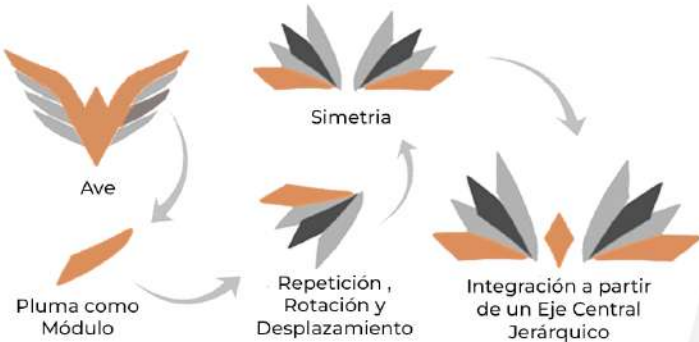 Ave
Pluma como
Módulo
Repetición ,
Rotación y
Desplazamiento
Simetria
Integración a partir
de un Eje Central
Jerárquico